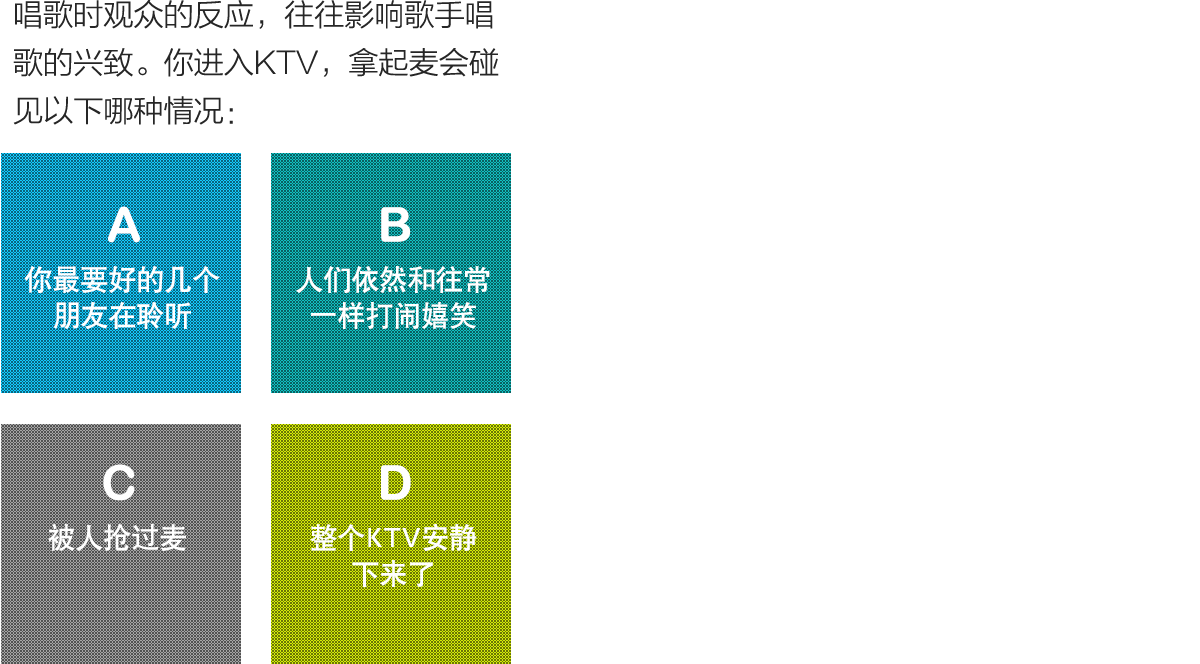 唱歌时观众的反应，往往影响歌手唱
歌的兴致。你进入KTV，拿起麦会碰
见以下哪种情况：
A
你最要好的几个
朋友在聆听
B
人们依然和往常
一样打闹嬉笑
C
被人抢过麦
D
整个KTV安静
下来了